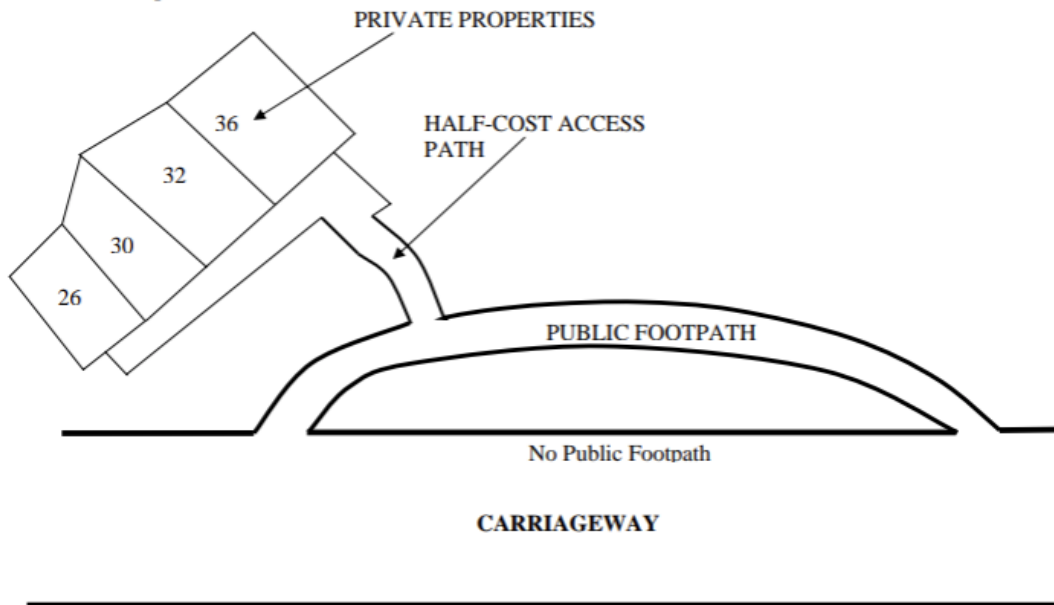 PRIVATE PROPERTIES
HALF-COST ACCESS
PATH
36
32
30
26
PUBLIC FOOTPATH
No Public Footpath
CARRIAGEWAY